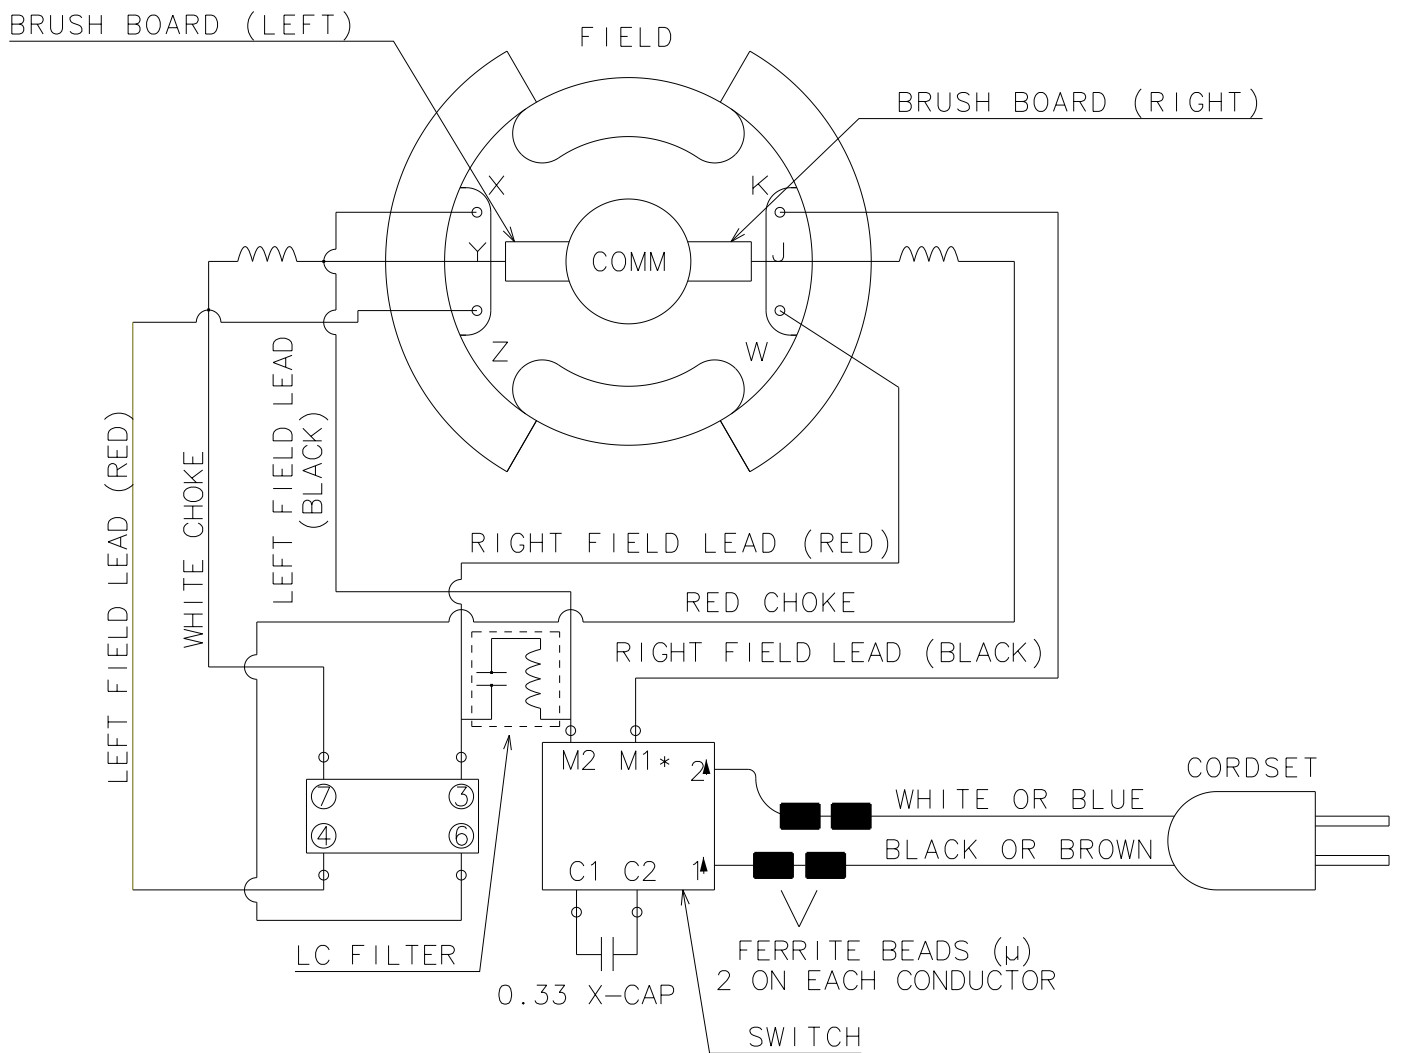 BRUSH BOARD (LEFT)
FIELD
BRUSH BOARD (RIGHT)
X
K
Y
COMM
J
Z
W
LEFT FIELD LEAD (RED)
WHITE CHOKE
LEFT FIELD LEAD
(BLACK)
RIGHT FIELD LEAD (RED)
RED CHOKE
RIGHT FIELD LEAD (BLACK)
M2
M1*
2
7
3
4
6
C1
C2
1
CORDSET
WHITE OR BLUE
BLACK OR BROWN
LC FILTER
FERRITE BEADS (µ)
2 ON EACH CONDUCTOR
0.33 X-CAP
SWITCH